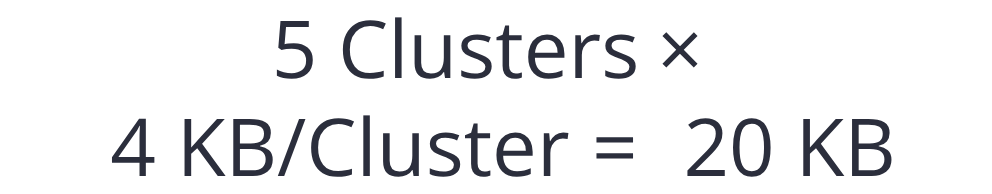 5 Clusters ×
4 KB/Cluster = 20 KB